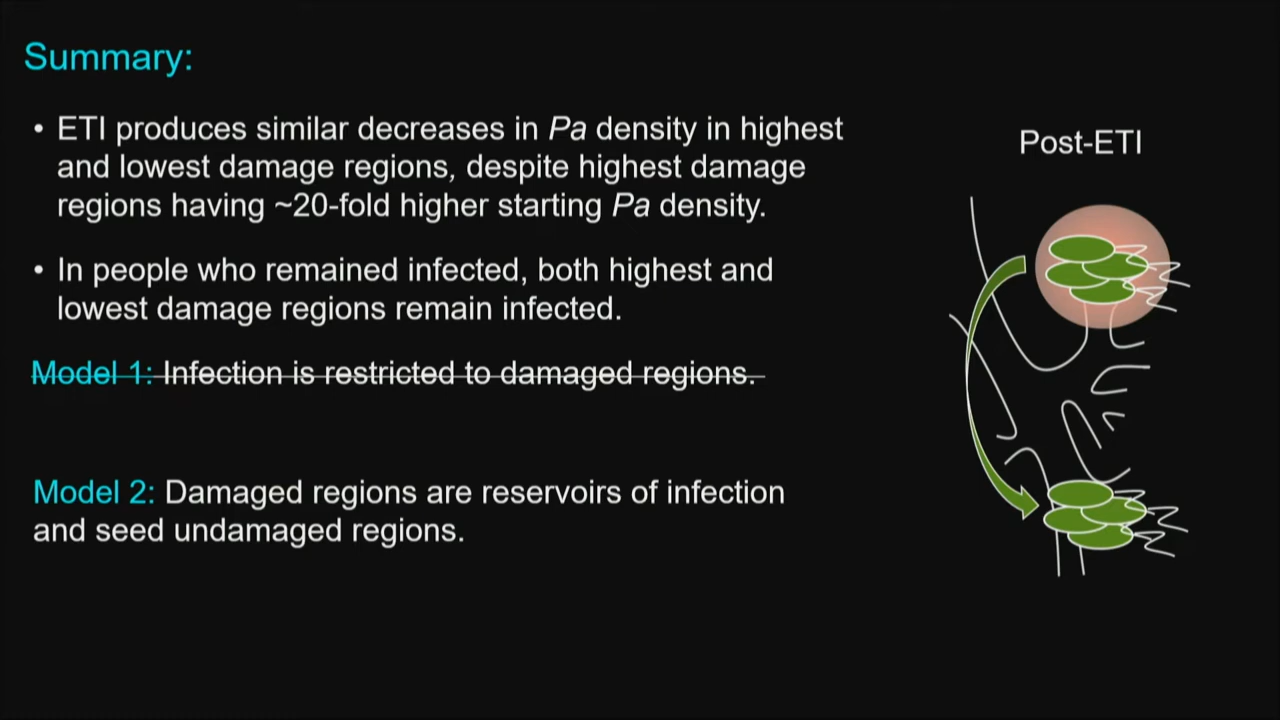 Summary:
• ETI produces similar decreases in Pa density in highest
and lowest damage regions, despite highest damage
regions having ~20-fold higher starting Pa density.
• In people who remained infected, both highest and
lowest damage regions remain infected.
Model 1: Infection is restricted to damaged regions.
Model 2: Damaged regions are reservoirs of infection
and seed undamaged regions.
Post-ETI